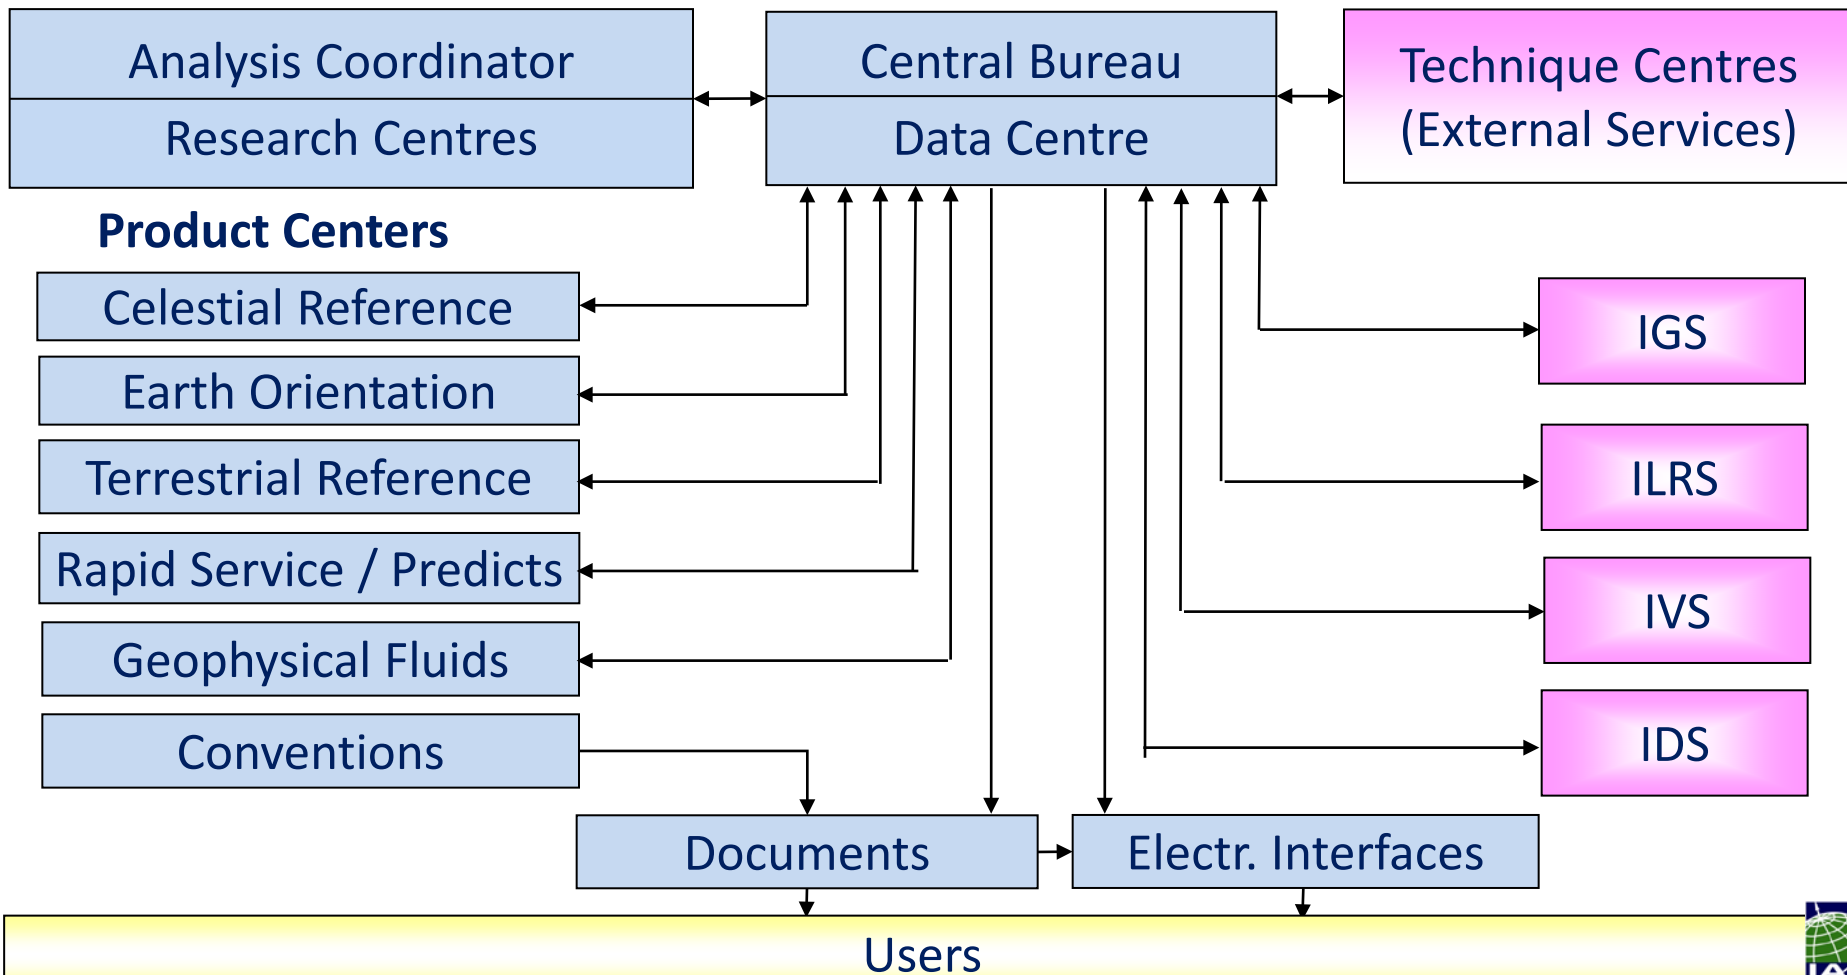 Analysis Coordinator
Research Centres
Central Bureau
Data Centre
Technique Centres
(External Services)
Product Centers
Celestial Reference
Earth Orientation
Terrestrial Reference
Rapid Service / Predicts
Geophysical Fluids
Conventions
IGS
ILRS
IVS
IDS
Documents
Electr. Interfaces
Users